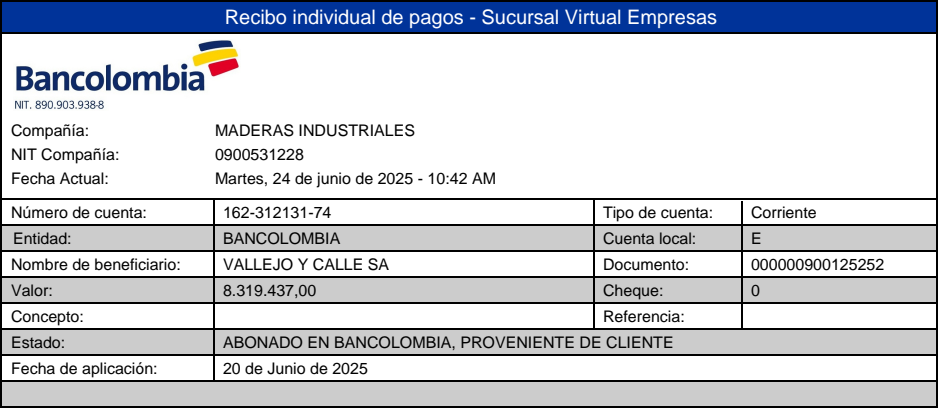 Recibo individual de pagos - Sucursal Virtual Empresas
Bancolombia
NIT. 890.903.938-8
Compañía: MADERAS INDUSTRIALES
NIT Compañía: 0900531228
Fecha Actual: Martes, 24 de junio de 2025 - 10:42 AM
Número de cuenta: 162-312131-74 Tipo de cuenta: Corriente
Entidad: BANCOLOMBIA Cuenta local: E
Nombre de beneficiario: VALLEJO Y CALLE SA Documento: 000000900125252
Valor: 8.319.437,00 Cheque: 0
Concepto: Referencia:
Estado: ABONADO EN BANCOLOMBIA, PROVENIENTE DE CLIENTE
Fecha de aplicación: 20 de Junio de 2025